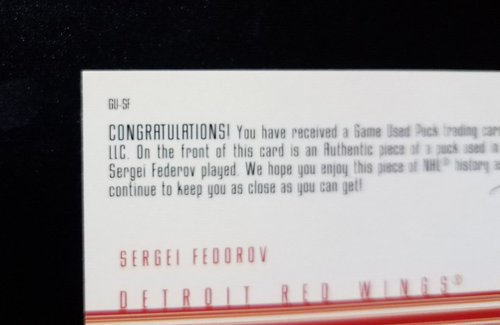 GU-SF
CONGRATULATIONS! You have received a Game Used Puck trading car
LLC. On the front of this card is an Authentic piece of a puck used in
Sergei Federov played. We hope you enjoy this piece of NHL® history
continue to keep you as close as you can get!
SERGEI FEDOROV
DETROIT RED WINGS®